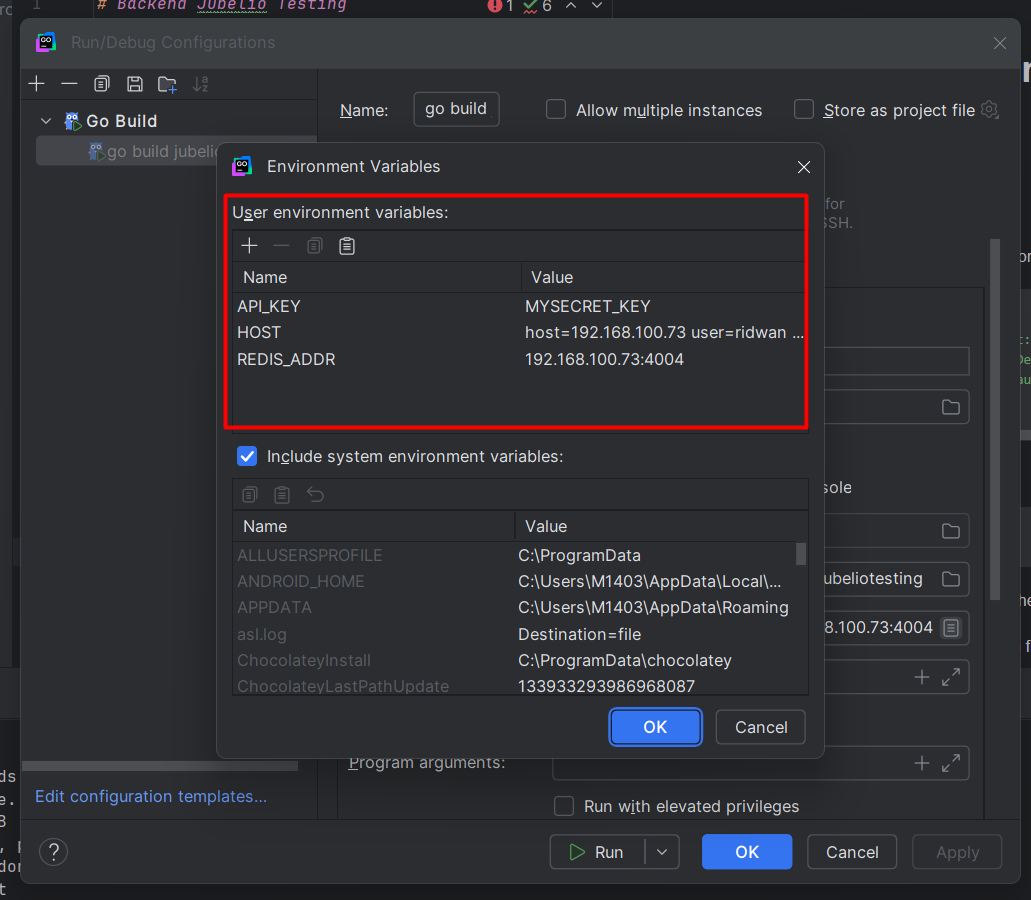 1 # Backend Jubelio Testing 1 6
Run/Debug Configurations
Go Build
go build jubelio
Name: go build Allow multiple instances Store as project file
for
SSH.
Environment Variables
User environment variables:
Name Value
API_KEY MYSECRET_KEY
HOST host=192.168.100.73 user=ridwan ...
REDIS_ADDR 192.168.100.73:4004
Include system environment variables:
Name Value
ALLUSERSPROFILE C:\ProgramData
ANDROID_HOME C:\Users\M1403\AppData\Local\...
APPDATA C:\Users\M1403\AppData\Roaming
asl.log Destination=file
ChocolateyInstall C:\ProgramData\chocolatey
ChocolateyLastPathUpdate 133933293986968087
OK Cancel
sole
ubeliotesting
8.100.73:4004
Program arguments:
Run with elevated privileges
Edit configuration templates...
? Run OK Cancel Apply